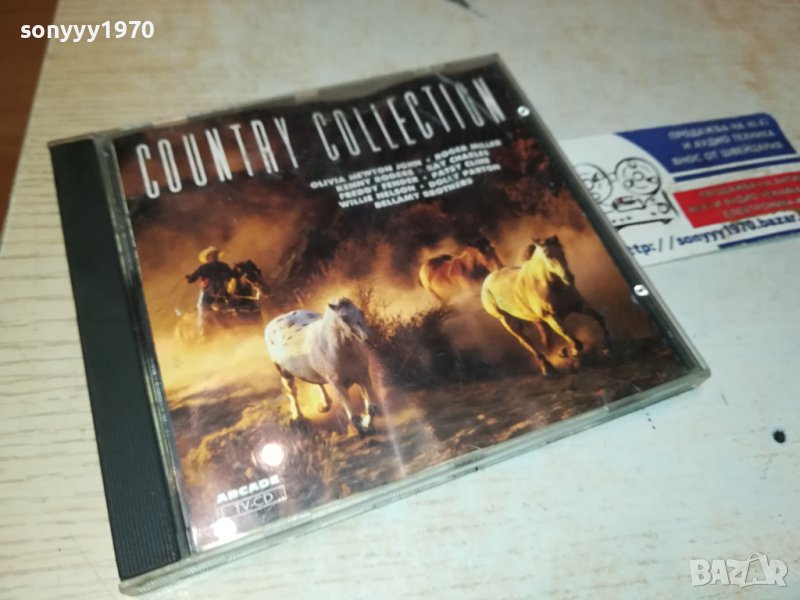 sonyyy1970
COUNTRY COLLECTION
OLIVIA NEWTON JOHN • ROGER MILLER
KENNY ROGERS • RAY CHARLES
FREDDY FENDER • PATSY CLINE
WILLIE NELSON • DOLLY PARTON
BELLAMY BROTHERS
ARCADE
TV-CD
ПРОДАЖБА НА HI-FI
И АУДИО ТЕХНИКА
ВНОС ОТ ШВЕЙЦАРИЯ
http://sonyyy1970.bazar
BAZAR